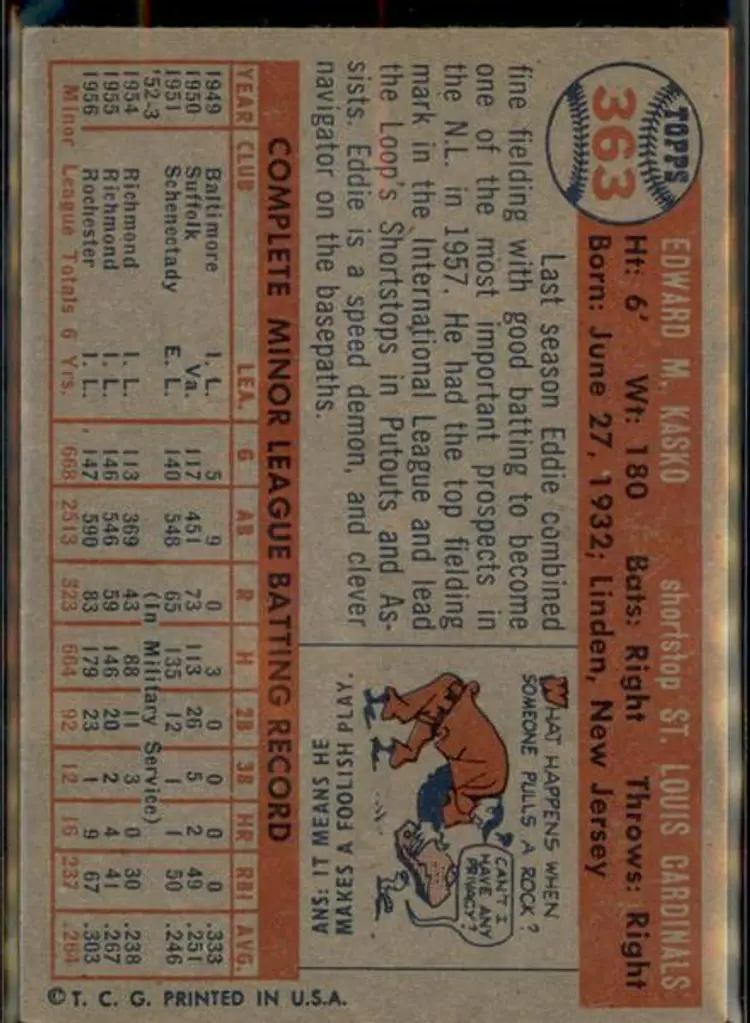 TOPPS
363
EDWARD M. KASKO shortstop ST. LOUIS CARDINALS
Ht: 6' Wt: 180 Bats: Right Throws: Right
Born: June 27, 1932; Linden, New Jersey
Last season Eddie combined
fine fielding with good batting to become
one of the most important prospects in
the N.L. in 1957. He had the top fielding
mark in the International League and lead
the Loop's Shortstops in Putouts and As-
sists. Eddie is a speed demon, and clever
navigator on the basepaths.
WHAT HAPPENS WHEN
SOMEONE PULLS A ROCK?
CAN'T I
HAVE ANY
PRIVACY?
ANS: IT MEANS HE
MAKES A FOOLISH PLAY.
COMPLETE MINOR LEAGUE BATTING RECORD
YEAR CLUB LEA. G AB R H 2B 3B HR RBI AVG.
1949 Baltimore I. L. 5 9 0 3 0 0 0 0 .333
1950 Suffolk Va. 117 451 73 113 26 5 2 49 .251
1951 Schenectady E. L. 140 548 65 135 12 1 1 50 .246
'52-3 (In Military Service)
1954 Richmond I. L. 113 369 43 88 11 3 0 30 .238
1955 Richmond I. L. 146 546 59 146 20 2 4 41 .267
1956 Rochester I. L. 147 590 83 179 23 1 9 67 .303
Minor League Totals 6 Yrs. 668 2513 323 664 92 12 16 237 .264
© T. C. G. PRINTED IN U.S.A.